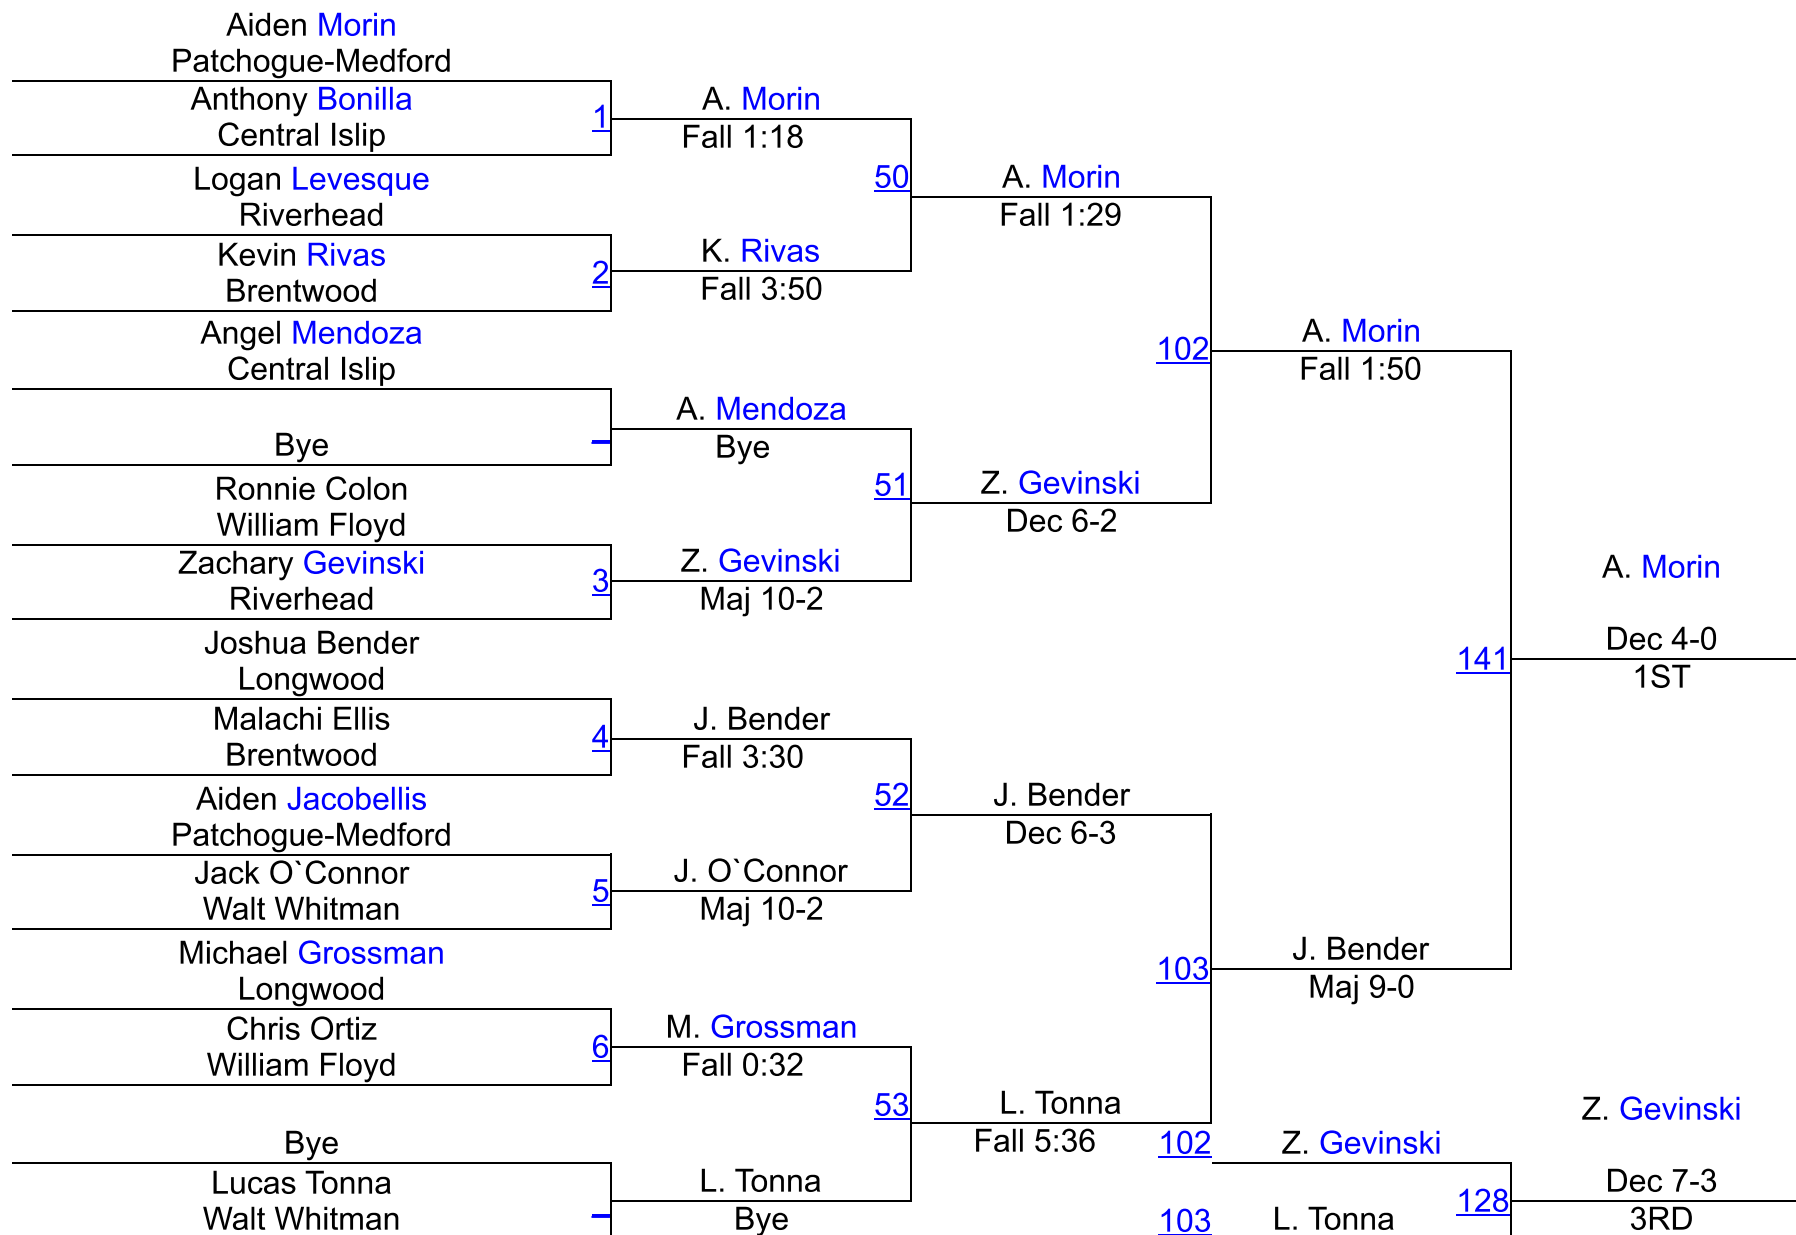 Aiden Morin
Patchogue-Medford
Anthony Bonilla
Central Islip
1
Logan Levesque
Riverhead
Kevin Rivas
Brentwood
2
Angel Mendoza
Central Islip
Bye
Ronnie Colon
William Floyd
Zachary Gevinski
Riverhead
3
Joshua Bender
Longwood
Malachi Ellis
Brentwood
4
Aiden Jacobellis
Patchogue-Medford
Jack O`Connor
Walt Whitman
5
Michael Grossman
Longwood
Chris Ortiz
William Floyd
6
Bye
Lucas Tonna
Walt Whitman
A. Morin
Fall 1:18
50
K. Rivas
Fall 3:50
A. Mendoza
Bye
51
Z. Gevinski
Maj 10-2
J. Bender
Fall 3:30
52
J. O`Connor
Maj 10-2
M. Grossman
Fall 0:32
53
L. Tonna
Bye
A. Morin
Fall 1:29
102
Z. Gevinski
Dec 6-2
J. Bender
Dec 6-3
103
L. Tonna
Fall 5:36
A. Morin
Fall 1:50
141
J. Bender
Maj 9-0
A. Morin
Dec 4-0
1ST
102
Z. Gevinski
103
L. Tonna
128
Z. Gevinski
Dec 7-3
3RD